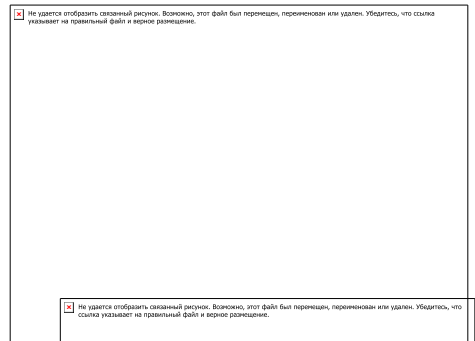 Не удается отобразить связанный рисунок. Возможно, этот файл был перемещен, переименован или удален. Убедитесь, что ссылка
указывает на правильный файл и верное размещение.
Не удается отобразить связанный рисунок. Возможно, этот файл был перемещен, переименован или удален. Убедитесь, что
ссылка указывает на правильный файл и верное размещение.